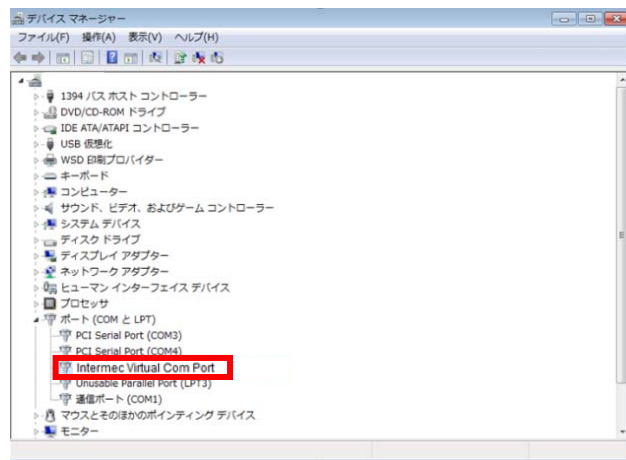 デバイス マネージャー
ファイル(F) 操作(A) 表示(V) ヘルプ(H)
1394 バス ホスト コントローラー
DVD/CD-ROM ドライブ
IDE ATA/ATAPI コントローラー
USB 仮想化
WSD 印刷プロバイダー
キーボード
コンピューター
サウンド、ビデオ、およびゲーム コントローラー
システム デバイス
ディスク ドライブ
ディスプレイ アダプター
ネットワーク アダプター
ヒューマン インターフェイス デバイス
プロセッサ
ポート (COM と LPT)
PCI Serial Port (COM3)
PCI Serial Port (COM4)
Intermec Virtual Com Port
Unusable Parallel Port (LPT3)
通信ポート (COM1)
マウスとそのほかのポインティング デバイス
モニター